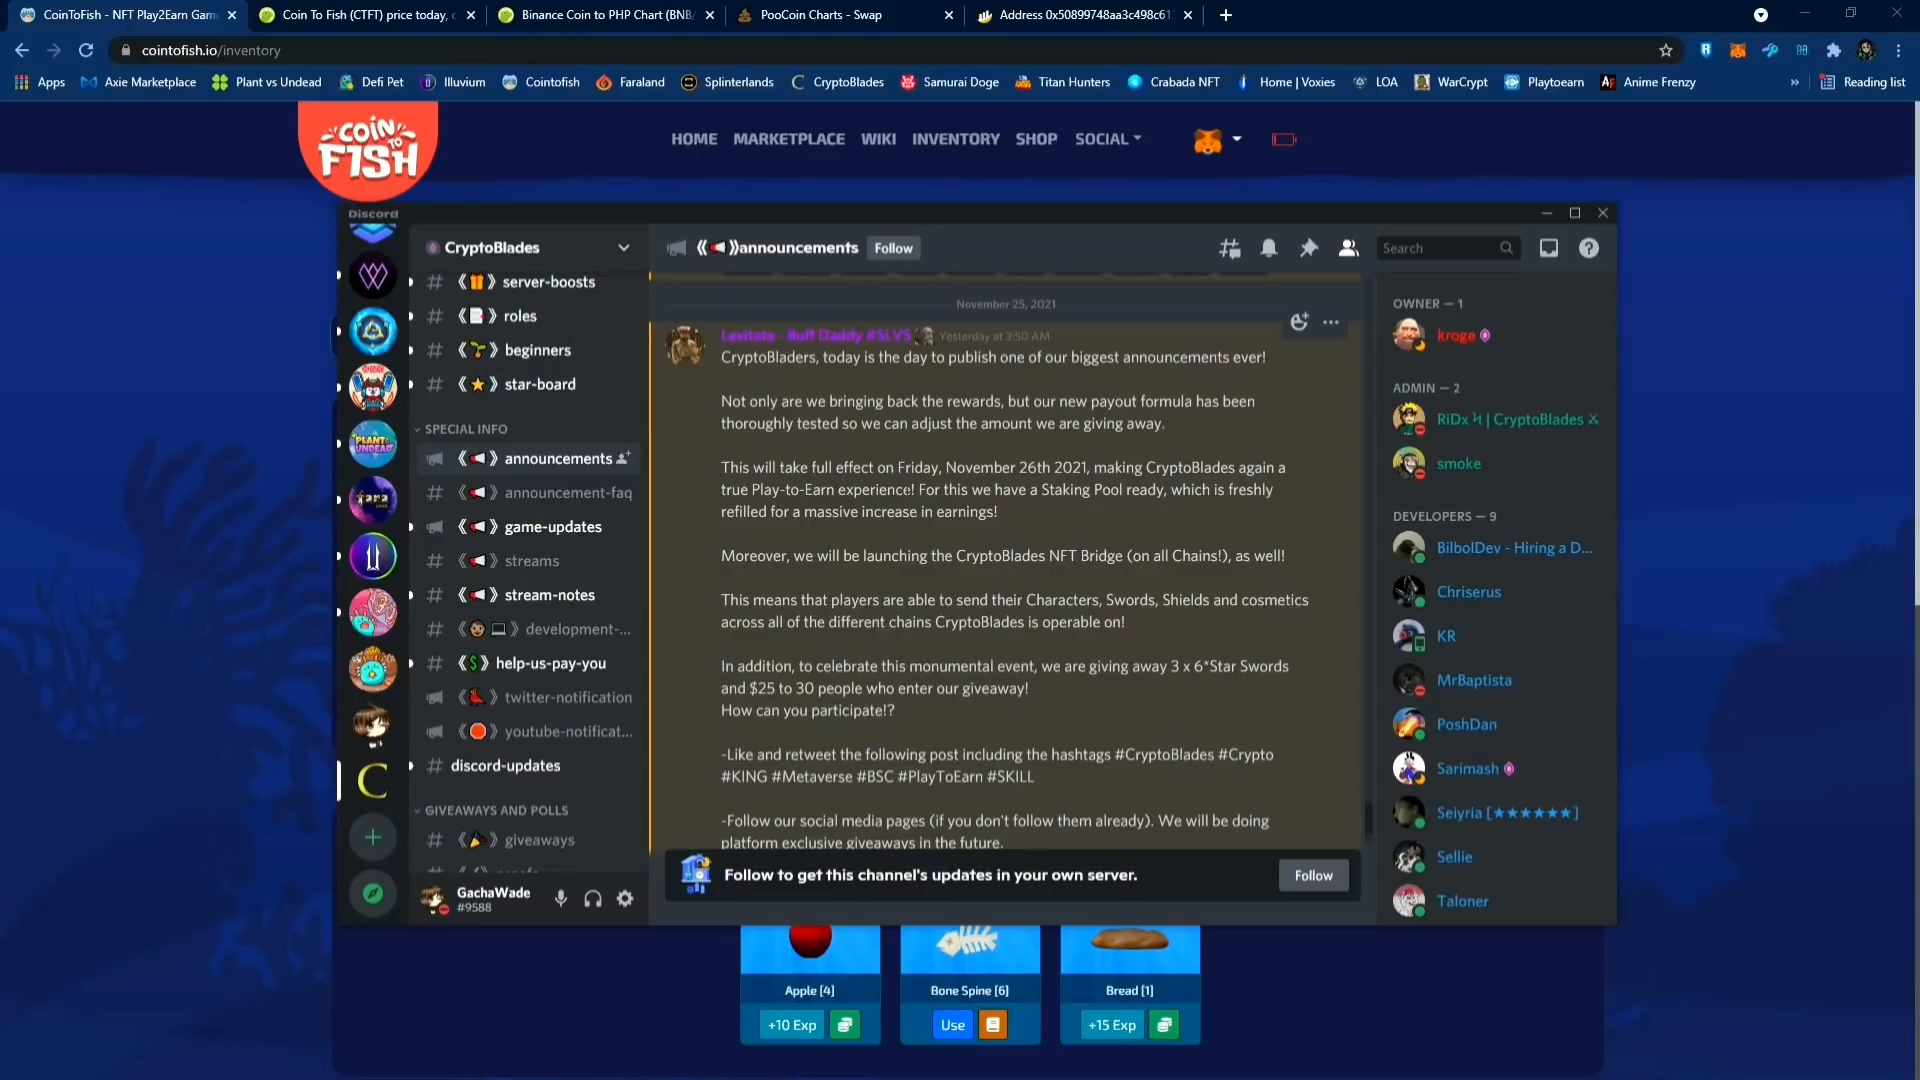 CoinToFish - NFT Play2Earn Gam
Coin To Fish (CTFT) price today, c
Binance Coin to PHP Chart (BNB/
PooCoin Charts - Swap
Address 0x50899748aa3c498c61
cointofish.io/inventory
Apps
Axie Marketplace
Plant vs Undead
Defi Pet
Illuvium
Cointofish
Faraland
Splinterlands
CryptoBlades
Samurai Doge
Titan Hunters
Crabada NFT
Home | Voxies
LOA
WarCrypt
Playtoearn
Anime Frenzy
Reading list
COIN
TO
FISH
HOME
MARKETPLACE
WIKI
INVENTORY
SHOP
SOCIAL
Discord
CryptoBlades
《📢》announcements
Follow
Search
《🎁》server-boosts
《📝》roles
《🌱》beginners
《⭐》star-board
SPECIAL INFO
《📢》announcements
《📢》announcement-faq
《📢》game-updates
《📢》streams
《📢》stream-notes
development-...
《💲》help-us-pay-you
twitter-notification
《🛑》youtube-notificat...
discord-updates
GIVEAWAYS AND POLLS
《🎉》giveaways
GachaWade
#9588
November 25, 2021
Levitate - Buff Daddy #SLVS Yesterday at 3:50 AM
CryptoBladers, today is the day to publish one of our biggest announcements ever!
Not only are we bringing back the rewards, but our new payout formula has been
thoroughly tested so we can adjust the amount we are giving away.
This will take full effect on Friday, November 26th 2021, making CryptoBlades again a
true Play-to-Earn experience! For this we have a Staking Pool ready, which is freshly
refilled for a massive increase in earnings!
Moreover, we will be launching the CryptoBlades NFT Bridge (on all Chains!), as well!
This means that players are able to send their Characters, Swords, Shields and cosmetics
across all of the different chains CryptoBlades is operable on!
In addition, to celebrate this monumental event, we are giving away 3 x 6*Star Swords
and $25 to 30 people who enter our giveaway!
How can you participate!?
-Like and retweet the following post including the hashtags #CryptoBlades #Crypto
#KING #Metaverse #BSC #PlayToEarn #SKILL
-Follow our social media pages (if you don't follow them already). We will be doing
platform exclusive giveaways in the future.
Follow to get this channel's updates in your own server.
Follow
OWNER — 1
kroge
ADMIN — 2
RiDx Ϟ | CryptoBlades ⚔
smoke
DEVELOPERS — 9
BilbolDev - Hiring a D...
Chriserus
KR
MrBaptista
PoshDan
Sarimash
Seiyria [★★★★★★]
Sellie
Taloner
Apple [4]
+10 Exp
Bone Spine [6]
Use
Bread [1]
+15 Exp